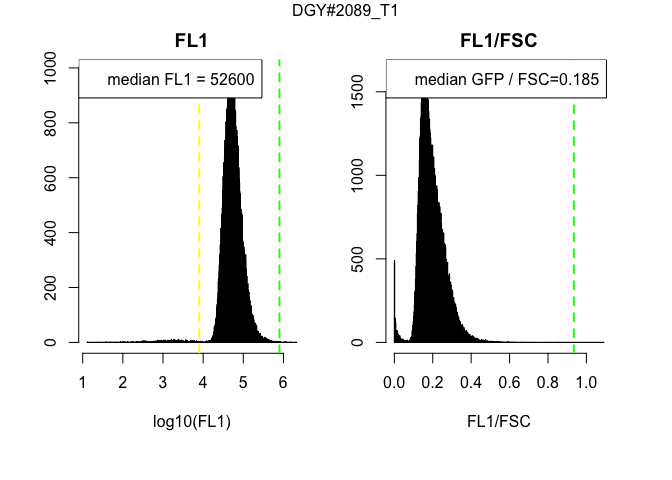 DGY#2089_T1
FL1
median FL1 = 52600
0
200
400
600
800
1000
1 2 3 4 5 6
log10(FL1)
FL1/FSC
median GFP / FSC=0.185
0
500
1000
1500
0.0 0.2 0.4 0.6 0.8 1.0
FL1/FSC